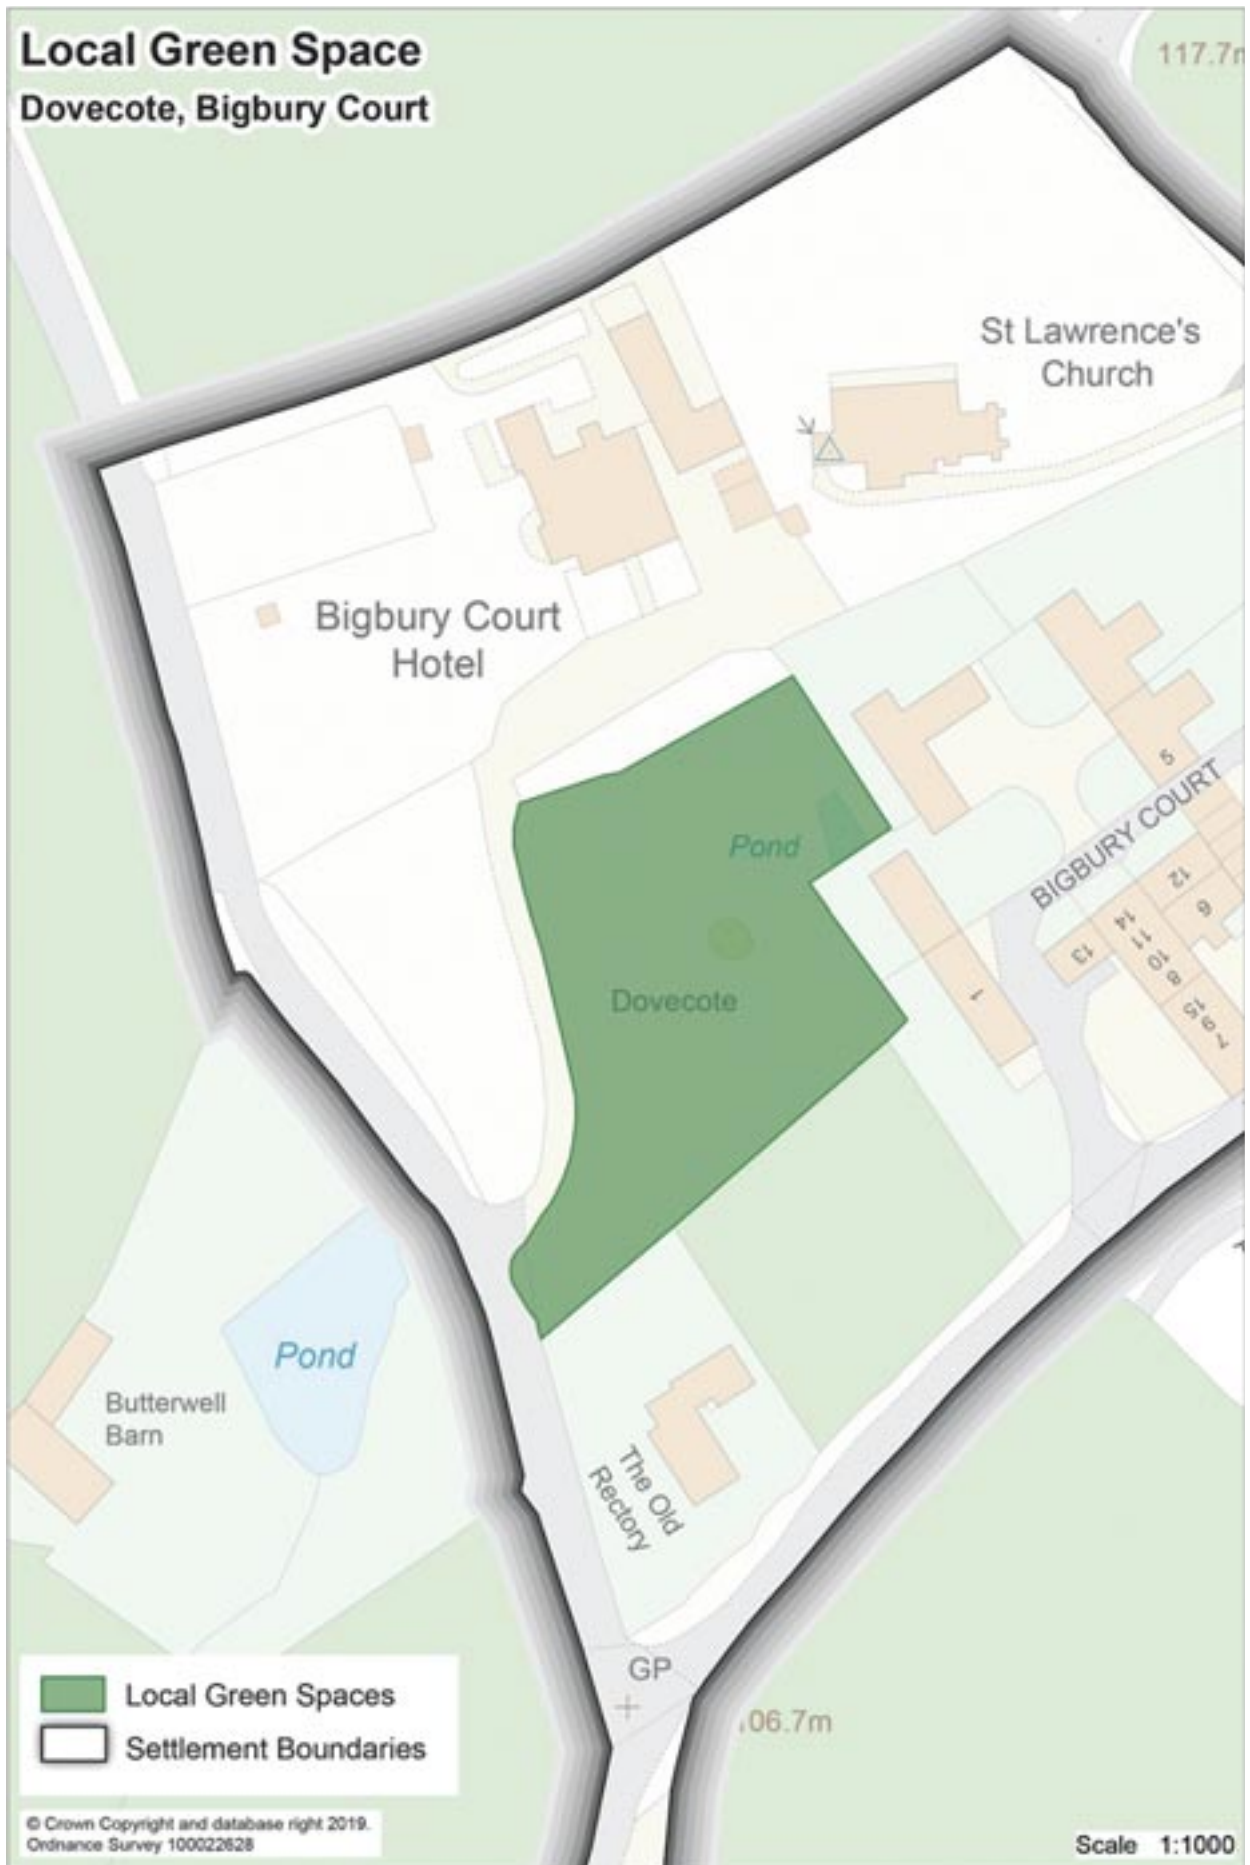 Local Green Space
Dovecote, Bigbury Court
117.7m
St Lawrence's
Church
Bigbury Court
Hotel
Pond
Dovecote
BIGBURY COURT
5
12
6
14
11
10
8
13
15
9
7
1
Pond
Butterwell
Barn
The Old
Rectory
GP
106.7m
Local Green Spaces
Settlement Boundaries
© Crown Copyright and database right 2019.
Ordnance Survey 100022628
Scale 1:1000